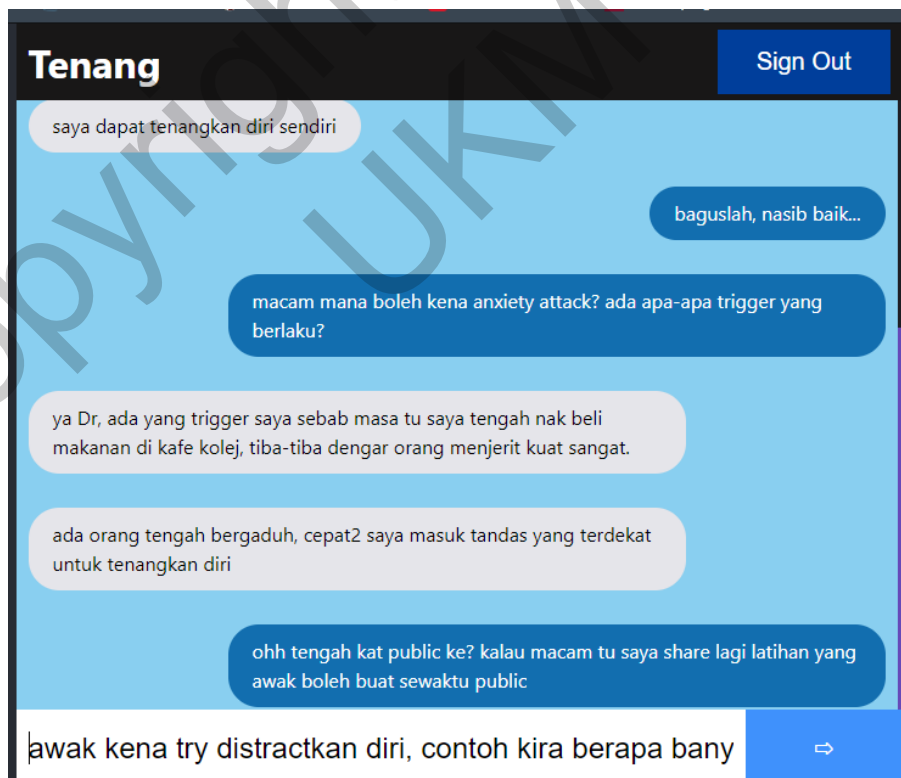 Tenang
Sign Out
saya dapat tenangkan diri sendiri
baguslah, nasib baik...
macam mana boleh kena anxiety attack? ada apa-apa trigger yang
berlaku?
ya Dr, ada yang trigger saya sebab masa tu saya tengah nak beli
makanan di kafe kolej, tiba-tiba dengar orang menjerit kuat sangat.
ada orang tengah bergaduh, cepat2 saya masuk tandas yang terdekat
untuk tenangkan diri
ohh tengah kat public ke? kalau macam tu saya share lagi latihan yang
awak boleh buat sewaktu public
awak kena try distractkan diri, contoh kira berapa bany
⇨
UKM